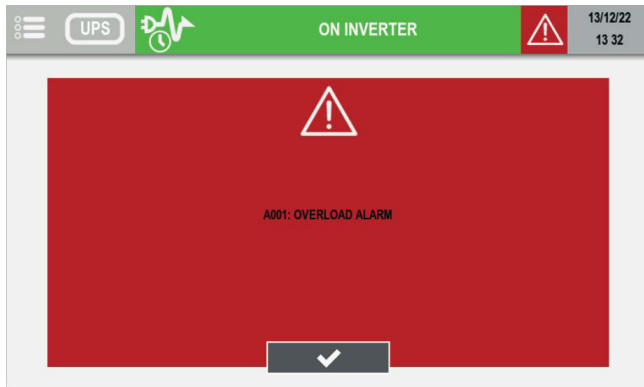 UPS
ON INVERTER
13/12/22
13 32
A001: OVERLOAD ALARM